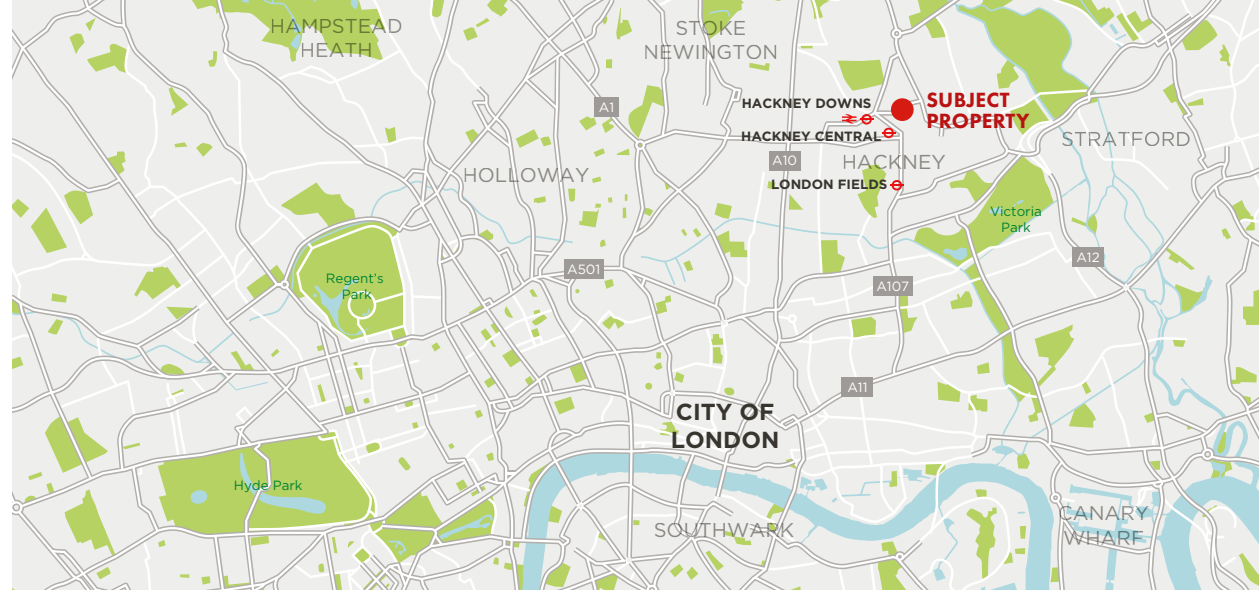 HAMPSTEAD
HEATH
STOKE
NEWINGTON
A1
HACKNEY DOWNS
SUBJECT
PROPERTY
HACKNEY CENTRAL
STRATFORD
A10
HACKNEY
HOLLOWAY
LONDON FIELDS
Victoria
Park
A12
A501
Regent's
Park
A107
A11
CITY OF
LONDON
Hyde Park
SOUTHWARK
CANARY
WHARF